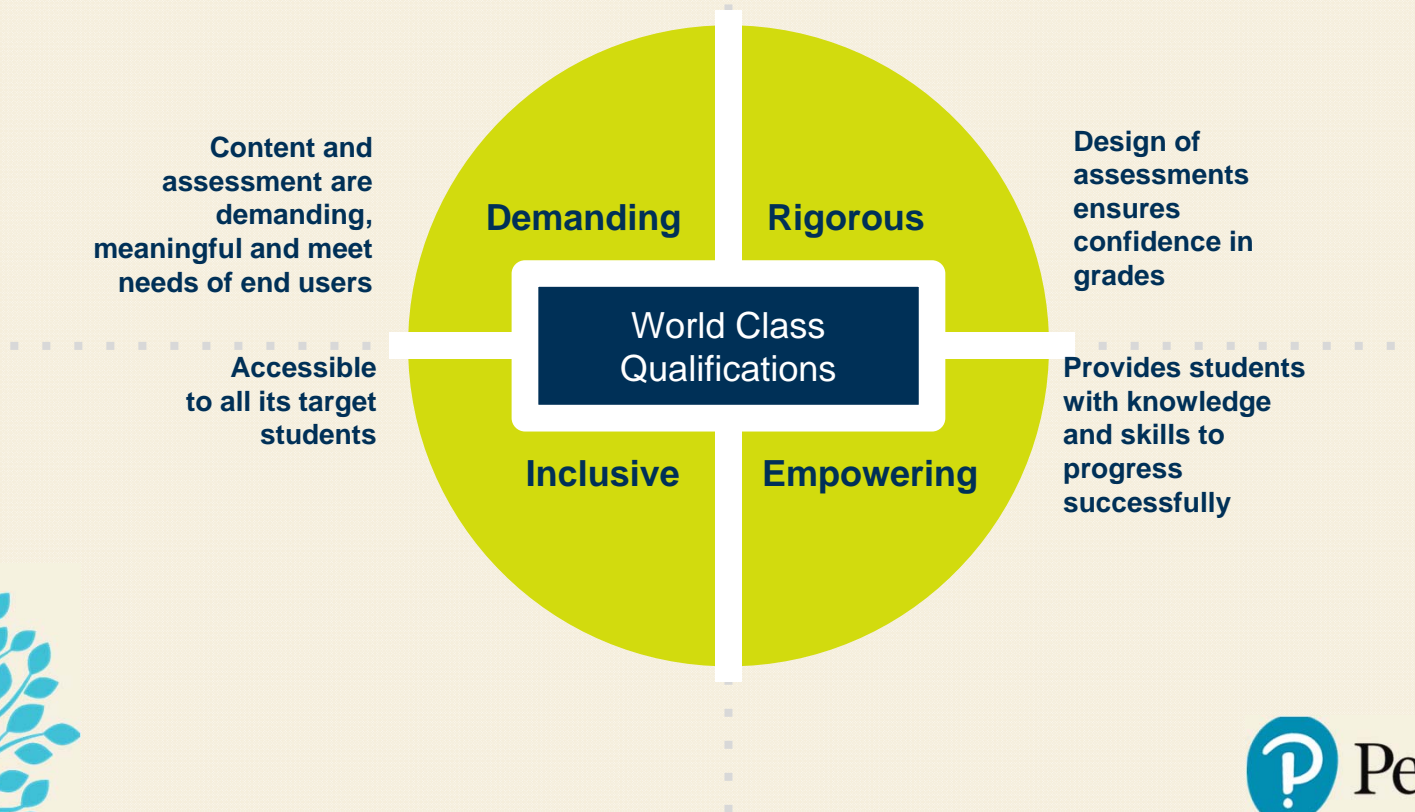 Content and
assessment are
demanding,
meaningful and meet
needs of end users
Demanding
Rigorous
Design of
assessments
ensures
confidence in
grades
World Class
Qualifications
Accessible
to all its target
students
Inclusive
Empowering
Provides students
with knowledge
and skills to
progress
successfully
Pe